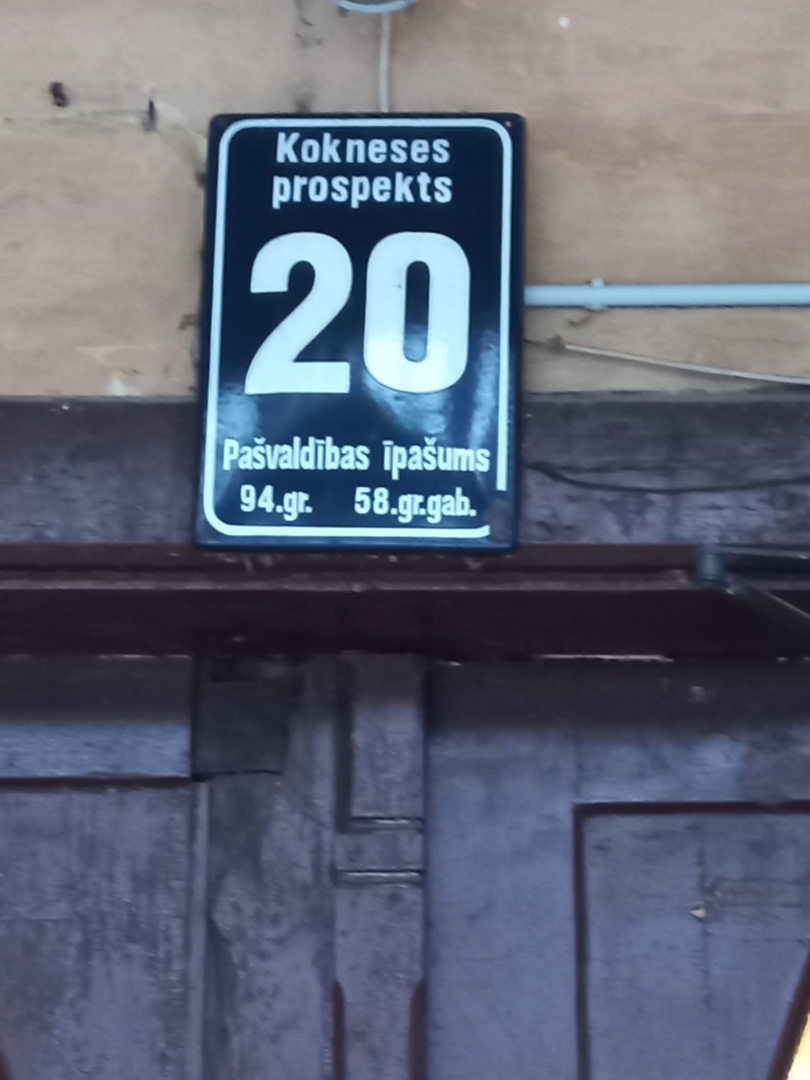 Kokneses
prospekts
20
Pašvaldības īpašums
94.gr. 58.gr.gab.